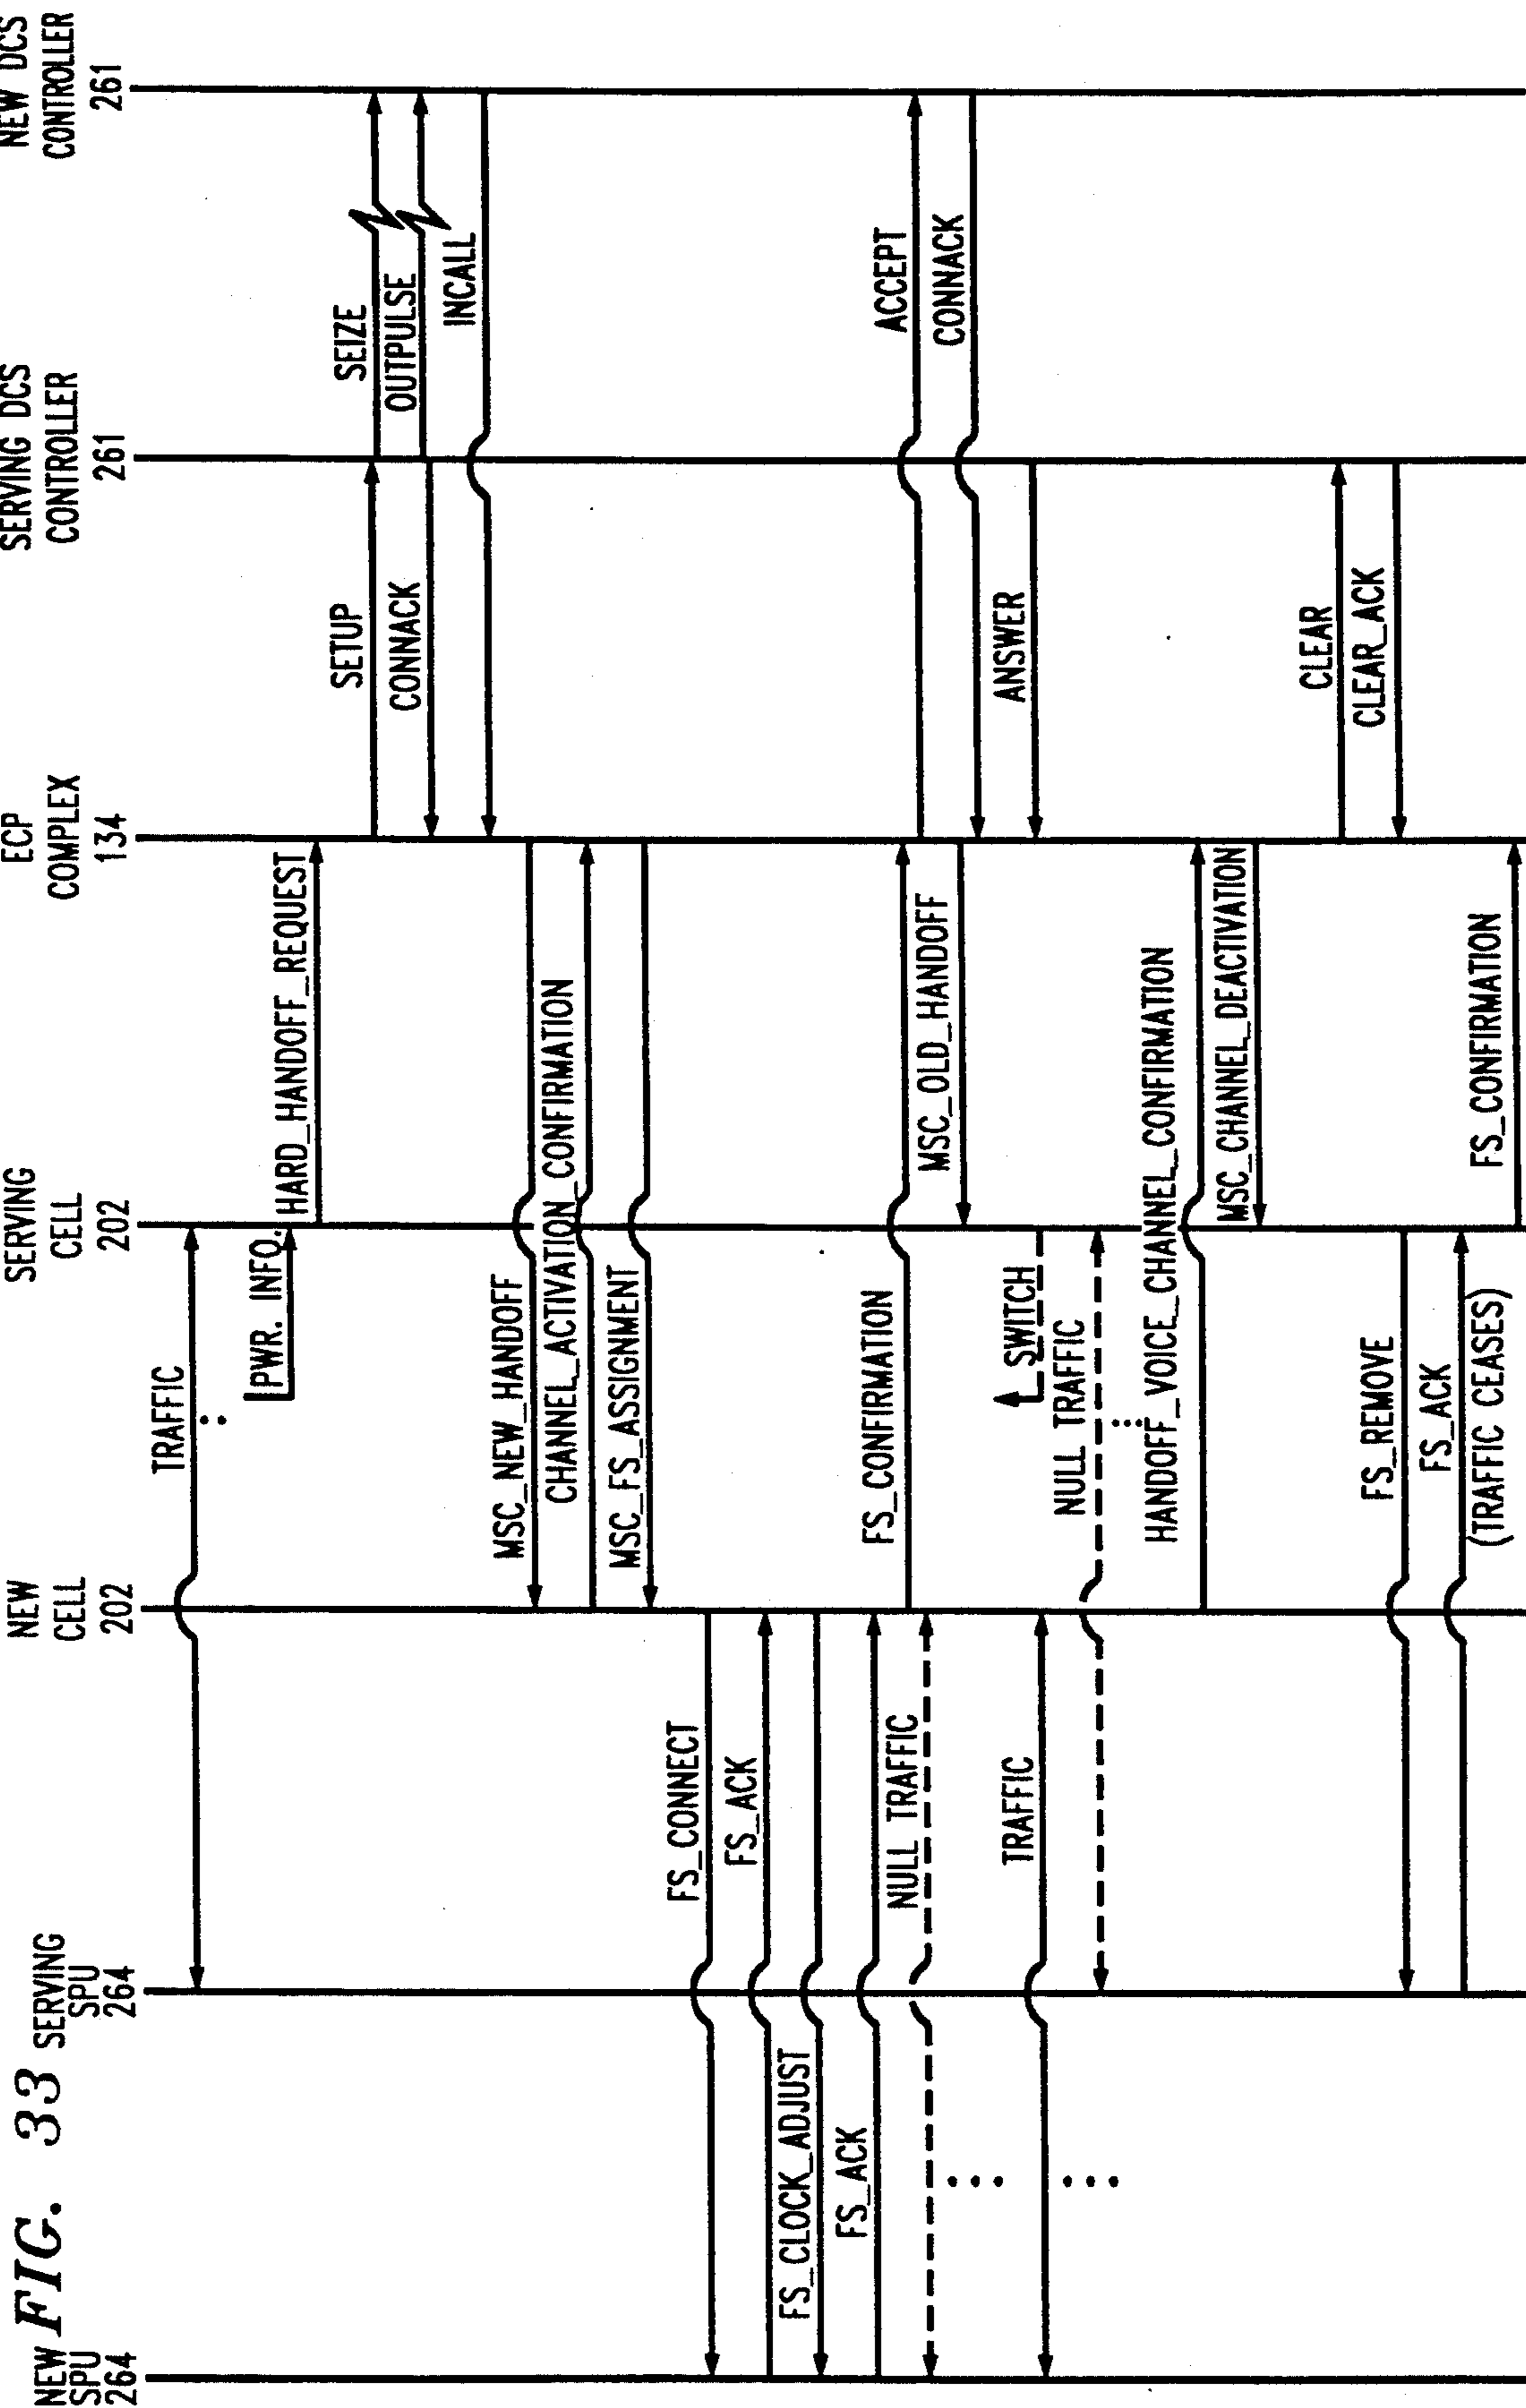 FIG. 33
NEW
SPU
264
SERVING
SPU
264
NEW
CELL
202
SERVING
CELL
202
ECP
COMPLEX
134
SERVING DCS
CONTROLLER
261
NEW DCS
CONTROLLER
261
TRAFFIC
PWR. INFO.
HARD_HANDOFF_REQUEST
SETUP
SEIZE
CONNACK
OUTPULSE
INCALL
MSC_NEW_HANDOFF
CHANNEL_ACTIVATION_CONFIRMATION
MSC_FS_ASSIGNMENT
FS_CONNECT
FS_ACK
FS_CLOCK_ADJUST
FS_ACK
FS_CONFIRMATION
ACCEPT
NULL TRAFFIC
MSC_OLD_HANDOFF
CONNACK
TRAFFIC
SWITCH
ANSWER
NULL TRAFFIC
HANDOFF_VOICE_CHANNEL_CONFIRMATION
MSC_CHANNEL_DEACTIVATION
CLEAR
FS_REMOVE
CLEAR_ACK
FS_ACK
(TRAFFIC CEASES)
FS_CONFIRMATION